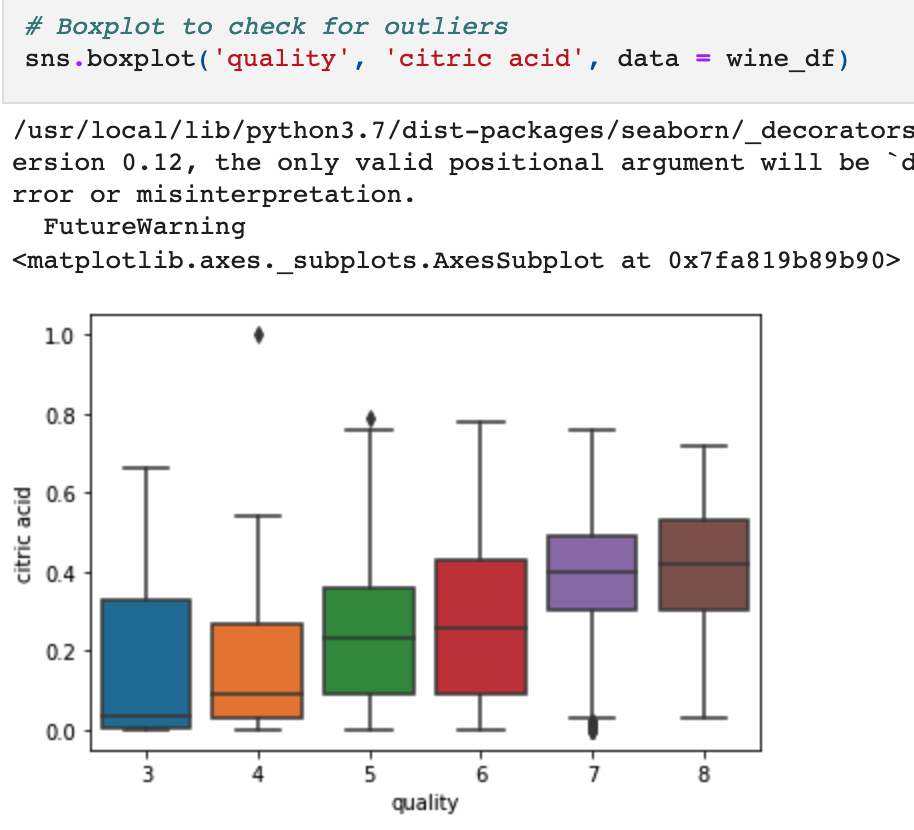 # Boxplot to check for outliers
sns.boxplot('quality', 'citric acid', data = wine_df)
/usr/local/lib/python3.7/dist-packages/seaborn/_decorators
ersion 0.12, the only valid positional argument will be `d
rror or misinterpretation.
FutureWarning
<matplotlib.axes._subplots.AxesSubplot at 0x7fa819b89b90>
1.0
0.8
0.6
0.4
0.2
0.0
citric acid
3 4 5 6 7 8
quality